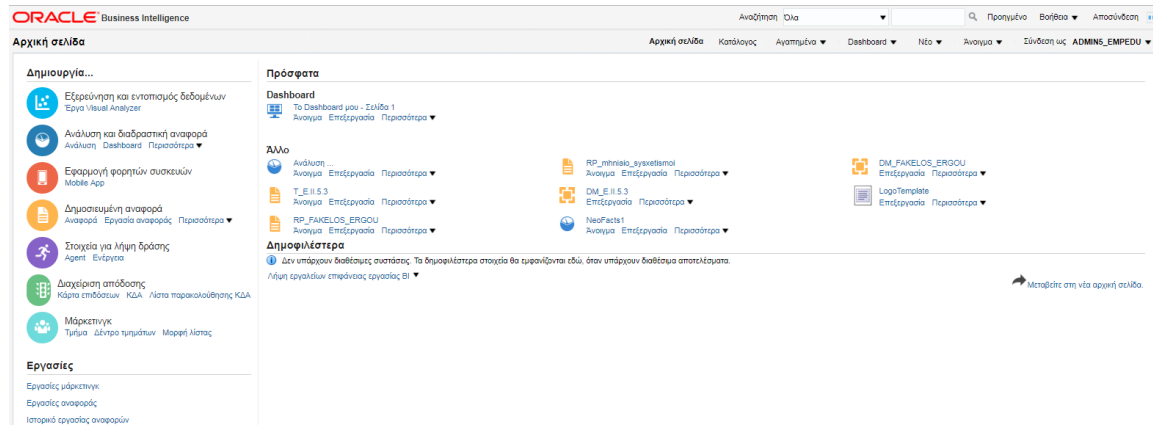 ORACLE Business Intelligence
Αναζήτηση Όλα Προηγμένο Βοήθεια Αποσύνδεση
Αρχική σελίδα
Αρχική σελίδα Κατάλογος Αγαπημένα Dashboard Νέο Άνοιγμα Σύνδεση ως ADMIN5_EMPEDU
Δημιουργία...
Εξερεύνηση και εντοπισμός δεδομένων
Έργα Visual Analyzer
Ανάλυση και διαδραστική αναφορά
Ανάλυση Dashboard Περισσότερα
Εφαρμογή φορητών συσκευών
Mobile App
Δημοσιευμένη αναφορά
Αναφορά Εργασία αναφοράς Περισσότερα
Στοιχεία για λήψη δράσης
Agent Ενέργεια
Διαχείριση απόδοσης
Κάρτα επιδόσεων ΚΔΑ Λίστα παρακολούθησης ΚΔΑ
Μάρκετινγκ
Τμήμα Δέντρο τμημάτων Μορφή λίστας
Εργασίες
Εργασίες μάρκετινγκ
Εργασίες αναφοράς
Ιστορικό εργασίας αναφορών
Πρόσφατα
Dashboard
Το Dashboard μου - Σελίδα 1
Άνοιγμα Επεξεργασία Περισσότερα
Άλλο
Ανάλυση ...
Άνοιγμα Επεξεργασία Περισσότερα
RP_mhniaio_sysxetismoi
Άνοιγμα Επεξεργασία Περισσότερα
DM_FAKELOS_ERGOU
Επεξεργασία Περισσότερα
T_E.II.5.3
Άνοιγμα Επεξεργασία Περισσότερα
DM_E.II.5.3
Επεξεργασία Περισσότερα
LogoTemplate
Επεξεργασία Περισσότερα
RP_FAKELOS_ERGOU
Άνοιγμα Επεξεργασία Περισσότερα
NeoFacts1
Άνοιγμα Επεξεργασία Περισσότερα
Δημοφιλέστερα
Δεν υπάρχουν διαθέσιμες συστάσεις. Τα δημοφιλέστερα στοιχεία θα εμφανίζονται εδώ, όταν υπάρχουν διαθέσιμα αποτελέσματα.
Λήψη εργαλείων επιφάνειας εργασίας BI
Μεταβείτε στη νέα αρχική σελίδα.